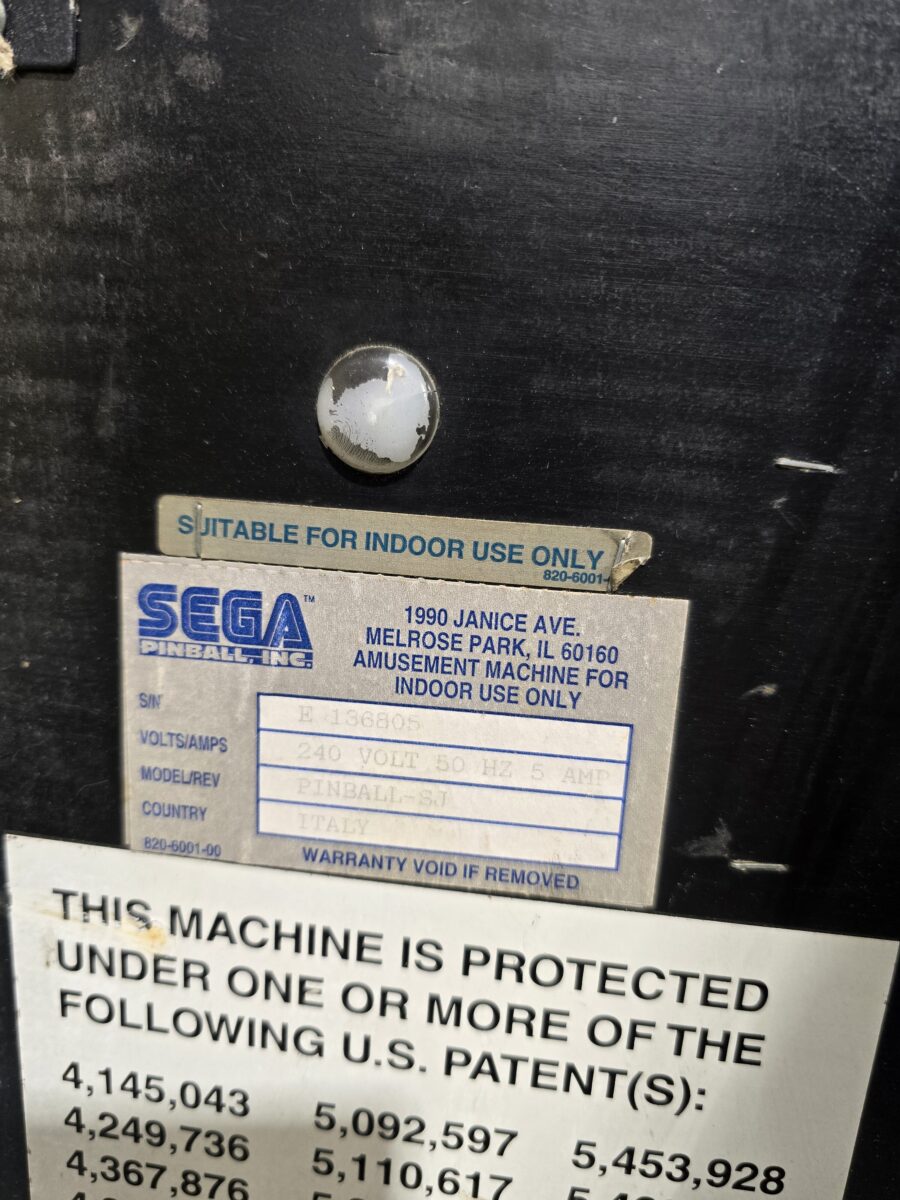 SUITABLE FOR INDOOR USE ONLY
820-6001-
SEGA™
PINBALL, INC.
1990 JANICE AVE.
MELROSE PARK, IL 60160
AMUSEMENT MACHINE FOR
INDOOR USE ONLY
S/N E 136805
VOLTS/AMPS 240 VOLT 50 HZ 5 AMP
MODEL/REV PINBALL-SJ
COUNTRY ITALY
820-6001-00 WARRANTY VOID IF REMOVED
THIS MACHINE IS PROTECTED
UNDER ONE OR MORE OF THE
FOLLOWING U.S. PATENT(S):
4,145,043 5,092,597 5,453,928
4,249,736 5,110,617
4,367,876